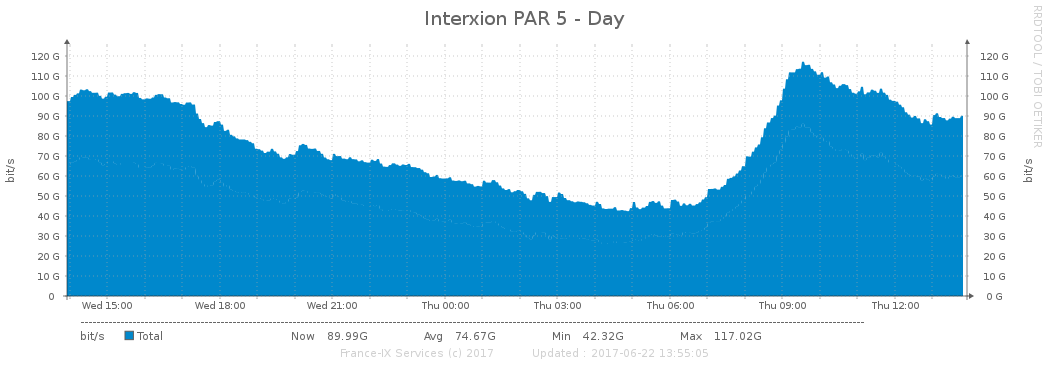 Interxion PAR 5 - Day
RRDTOOL / TOBI OETIKER
bit/s
120 G 120 G
110 G 110 G
100 G 100 G
90 G 90 G
80 G 80 G
70 G 70 G
60 G 60 G
50 G 50 G
40 G 40 G
30 G 30 G
20 G 20 G
10 G 10 G
0 0 G
bit/s
Wed 15:00 Wed 18:00 Wed 21:00 Thu 00:00 Thu 03:00 Thu 06:00 Thu 09:00 Thu 12:00
bit/s Total Now 89.99G Avg 74.67G Min 42.32G Max 117.02G
France-IX Services (c) 2017 Updated : 2017-06-22 13:55:05